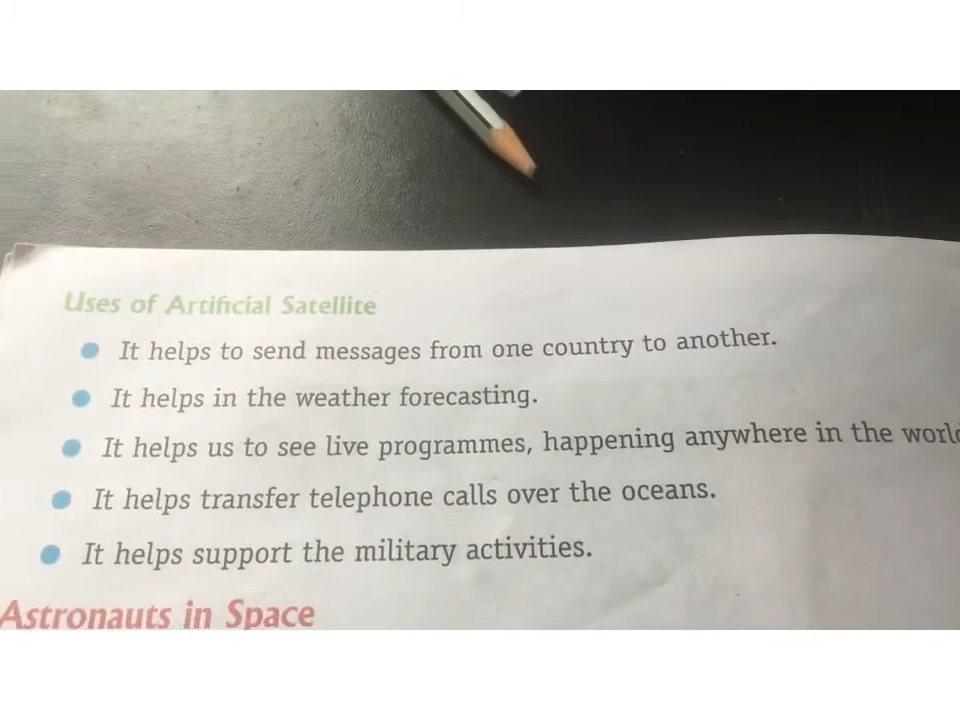 Uses of Artificial Satellite
It helps to send messages from one country to another.
It helps in the weather forecasting.
It helps us to see live programmes, happening anywhere in the world
It helps transfer telephone calls over the oceans.
It helps support the military activities.
Astronauts in Space